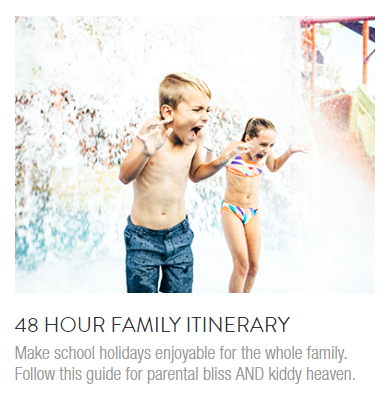 48 HOUR FAMILY ITINERARY
Make school holidays enjoyable for the whole family.
Follow this guide for parental bliss AND kiddy heaven.